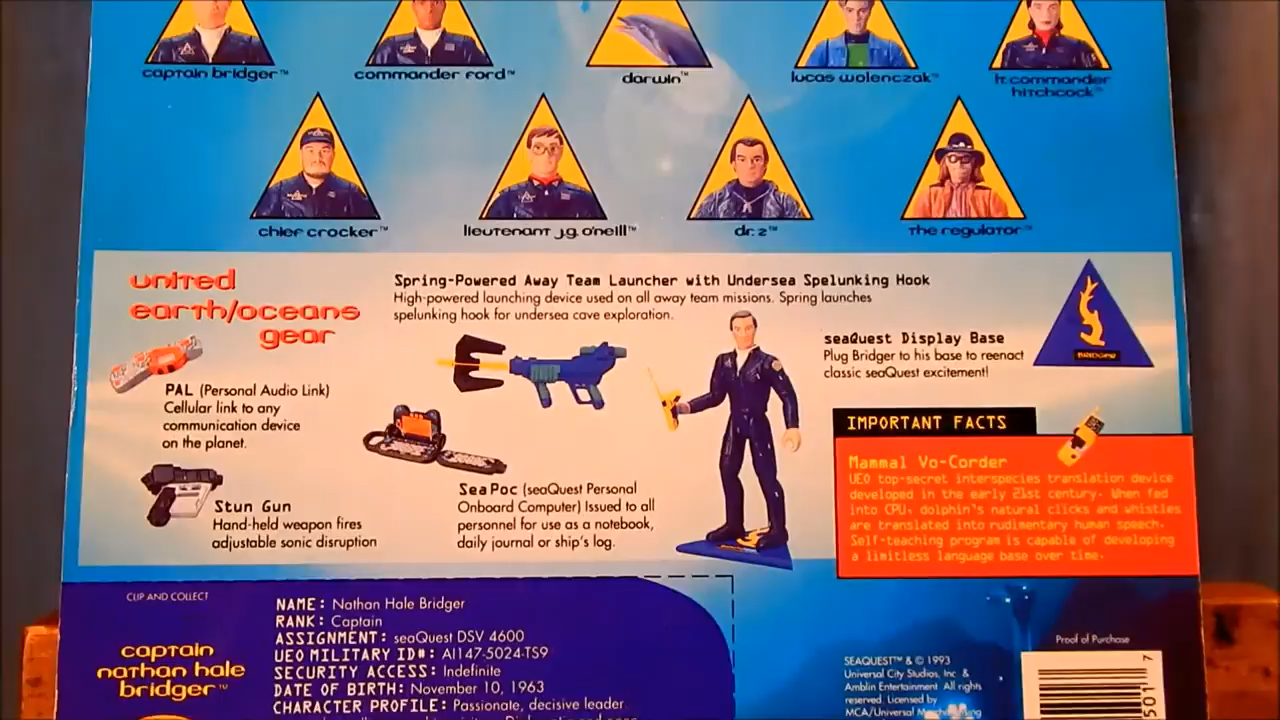 captain bridger™
commander ford™
darwin™
lucas wolenczak™
lt. commander
hitchcock™
chief crocker™
lieutenant j.g. o'neill™
dr. z™
the regulator™
united
earth/oceans
gear
Spring-Powered Away Team Launcher with Undersea Spelunking Hook
High-powered launching device used on all away team missions. Spring launches
spelunking hook for undersea cave exploration.
seaQuest Display Base
Plug Bridger to his base to reenact
classic seaQuest excitement!
BRIDGER
PAL (Personal Audio Link)
Cellular link to any
communication device
on the planet.
Stun Gun
Hand-held weapon fires
adjustable sonic disruption
SeaPoc (seaQuest Personal
Onboard Computer) Issued to all
personnel for use as a notebook,
daily journal or ship's log.
IMPORTANT FACTS
Mammal Vo-Corder
UEO top-secret interspecies translation device
developed in the early 21st century. When fed
into CPU, dolphin's natural clicks and whistles
are translated into rudimentary human speech.
Self-teaching program is capable of developing
a limitless language base over time.
CLIP AND COLLECT
captain
nathan hale
bridger™
NAME: Nathan Hale Bridger
RANK: Captain
ASSIGNMENT: seaQuest DSV 4600
UEO MILITARY ID#: AI147-5024-TS9
SECURITY ACCESS: Indefinite
DATE OF BIRTH: November 10, 1963
CHARACTER PROFILE: Passionate, decisive leader
SEAQUEST™ & © 1993
Universal City Studios, Inc. &
Amblin Entertainment. All rights
reserved. Licensed by
MCA/Universal Merchandising
Proof of Purchase
7
501